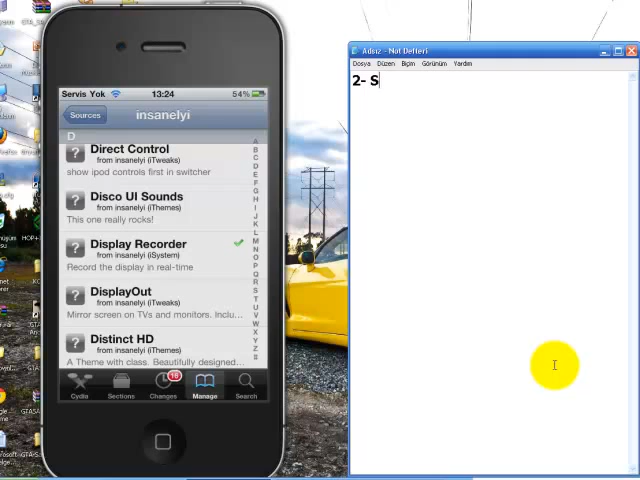 Servis Yok 13:24 54%
Sources insanelyi
D
Direct Control
from insanelyi (iTweaks)
show ipod controls first in switcher
Disco UI Sounds
from insanelyi (iThemes)
This one really rocks!
Display Recorder
from insanelyi (iSystem)
Record the display in real-time
DisplayOut
from insanelyi (iTweaks)
Mirror screen on TVs and monitors. Inclu...
Distinct HD
from insanelyi (iThemes)
A Theme with class. Beautifully designed...
A
B
C
D
E
F
G
H
I
J
K
L
M
N
O
P
Q
R
S
T
U
V
W
X
Y
Z
#
16
Cydia Sections Changes Manage Search
Adsız - Not Defteri
Dosya Düzen Biçim Görünüm Yardım
2- S